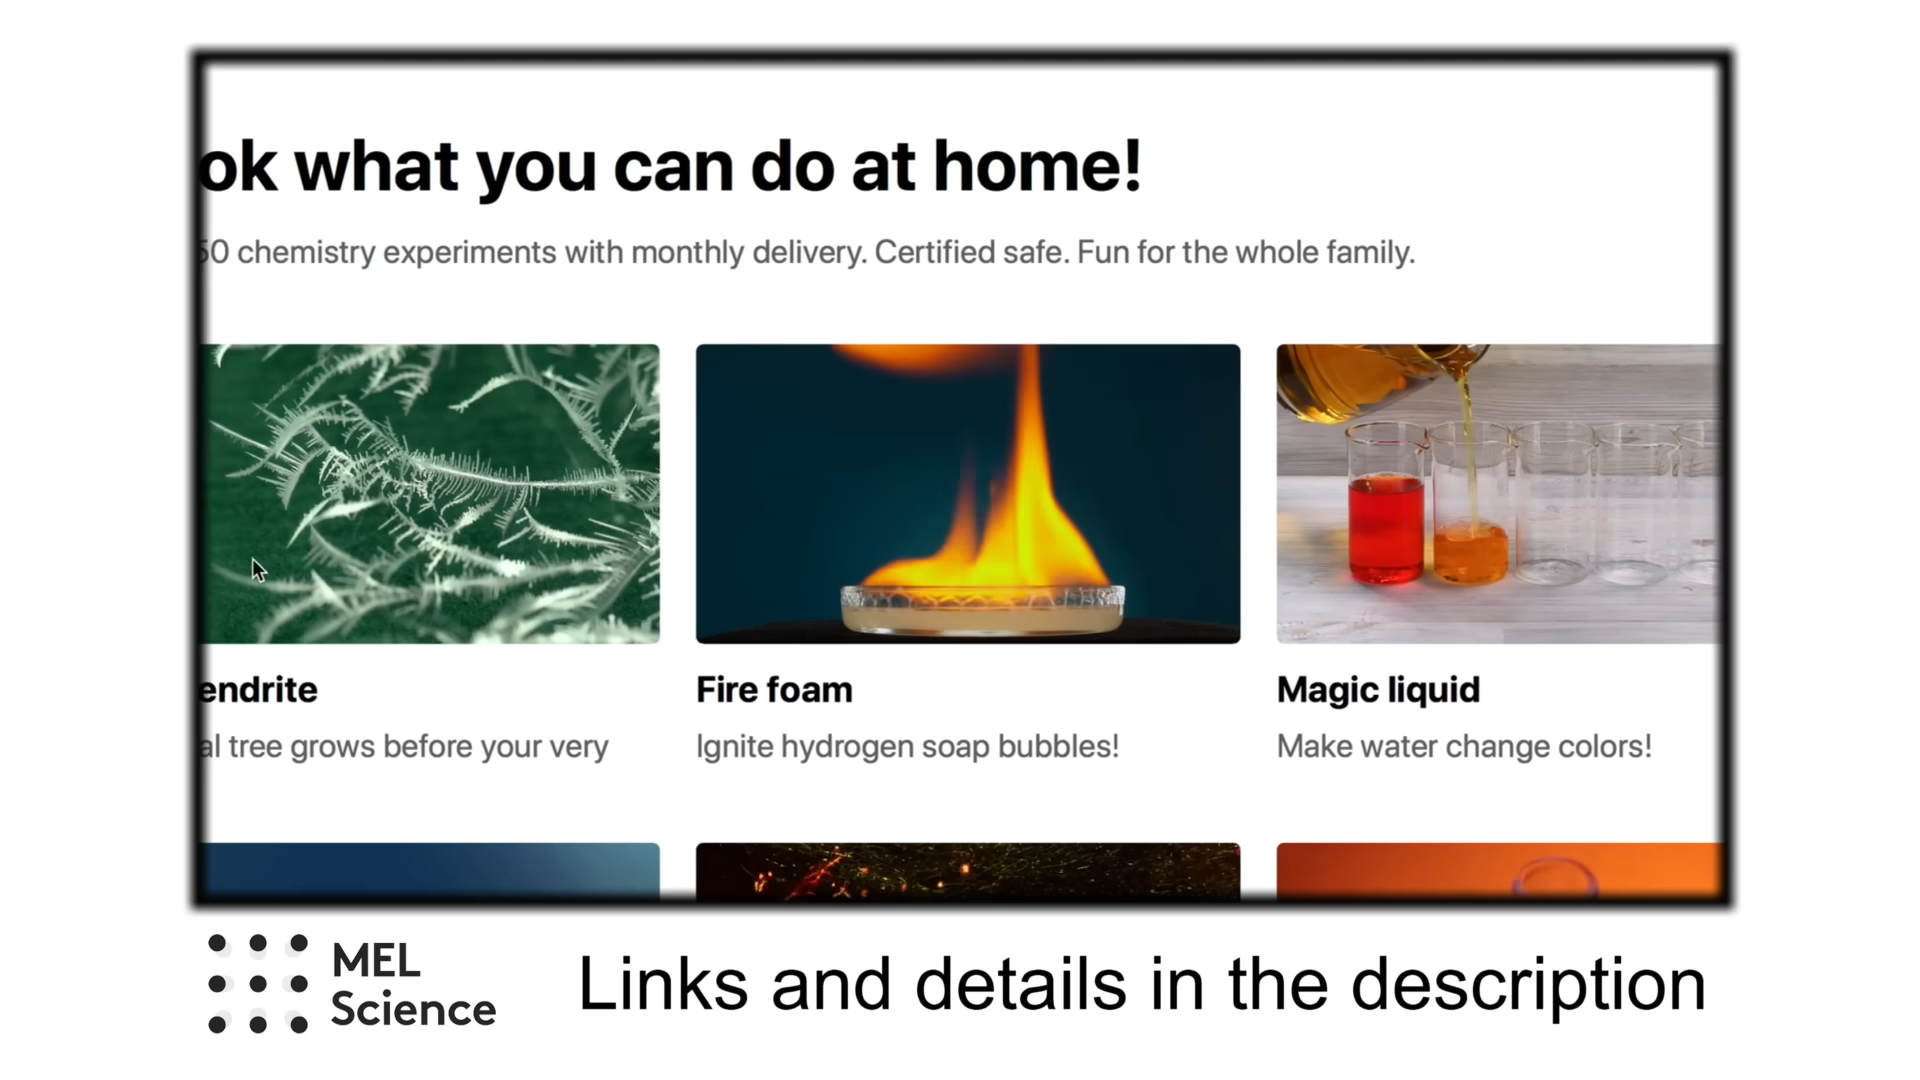 ok what you can do at home!
50 chemistry experiments with monthly delivery. Certified safe. Fun for the whole family.
endrite
Fire foam
Magic liquid
al tree grows before your very
Ignite hydrogen soap bubbles!
Make water change colors!
MEL
Science
Links and details in the description